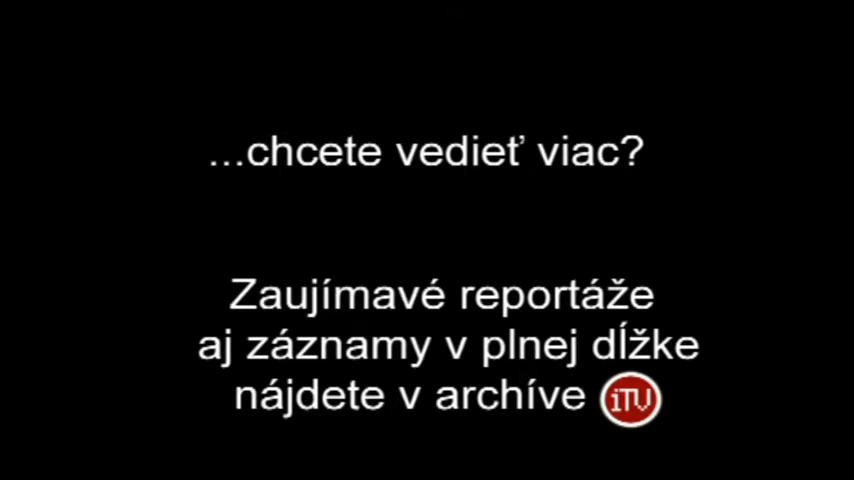 ...chcete vedieť viac?
Zaujímavé reportáže
aj záznamy v plnej dĺžke
nájdete v archíve iTV